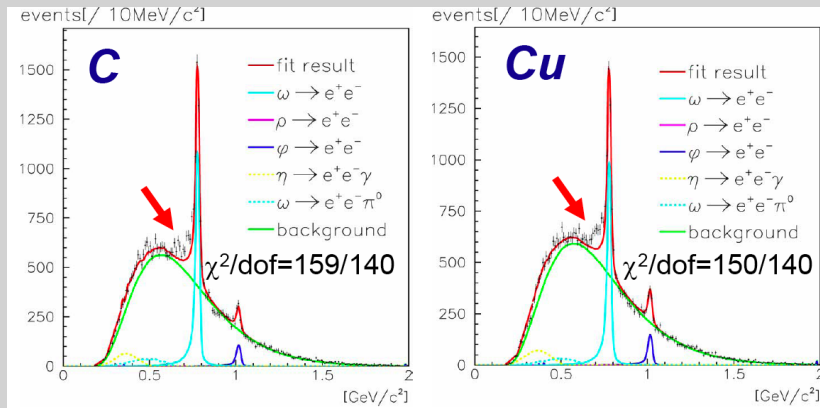 events[/ 10MeV/c²]
C
fit result
ω → e⁺e⁻
ρ → e⁺e⁻
φ → e⁺e⁻
η → e⁺e⁻γ
ω → e⁺e⁻π⁰
background
χ²/dof=159/140
1500
1250
1000
750
500
250
0
0
0.5
1
1.5
2
[GeV/c²]
events[/ 10MeV/c²]
Cu
fit result
ω → e⁺e⁻
ρ → e⁺e⁻
φ → e⁺e⁻
η → e⁺e⁻γ
ω → e⁺e⁻π⁰
background
χ²/dof=150/140
1500
1250
1000
750
500
250
0
0
0.5
1
1.5
2
[GeV/c²]